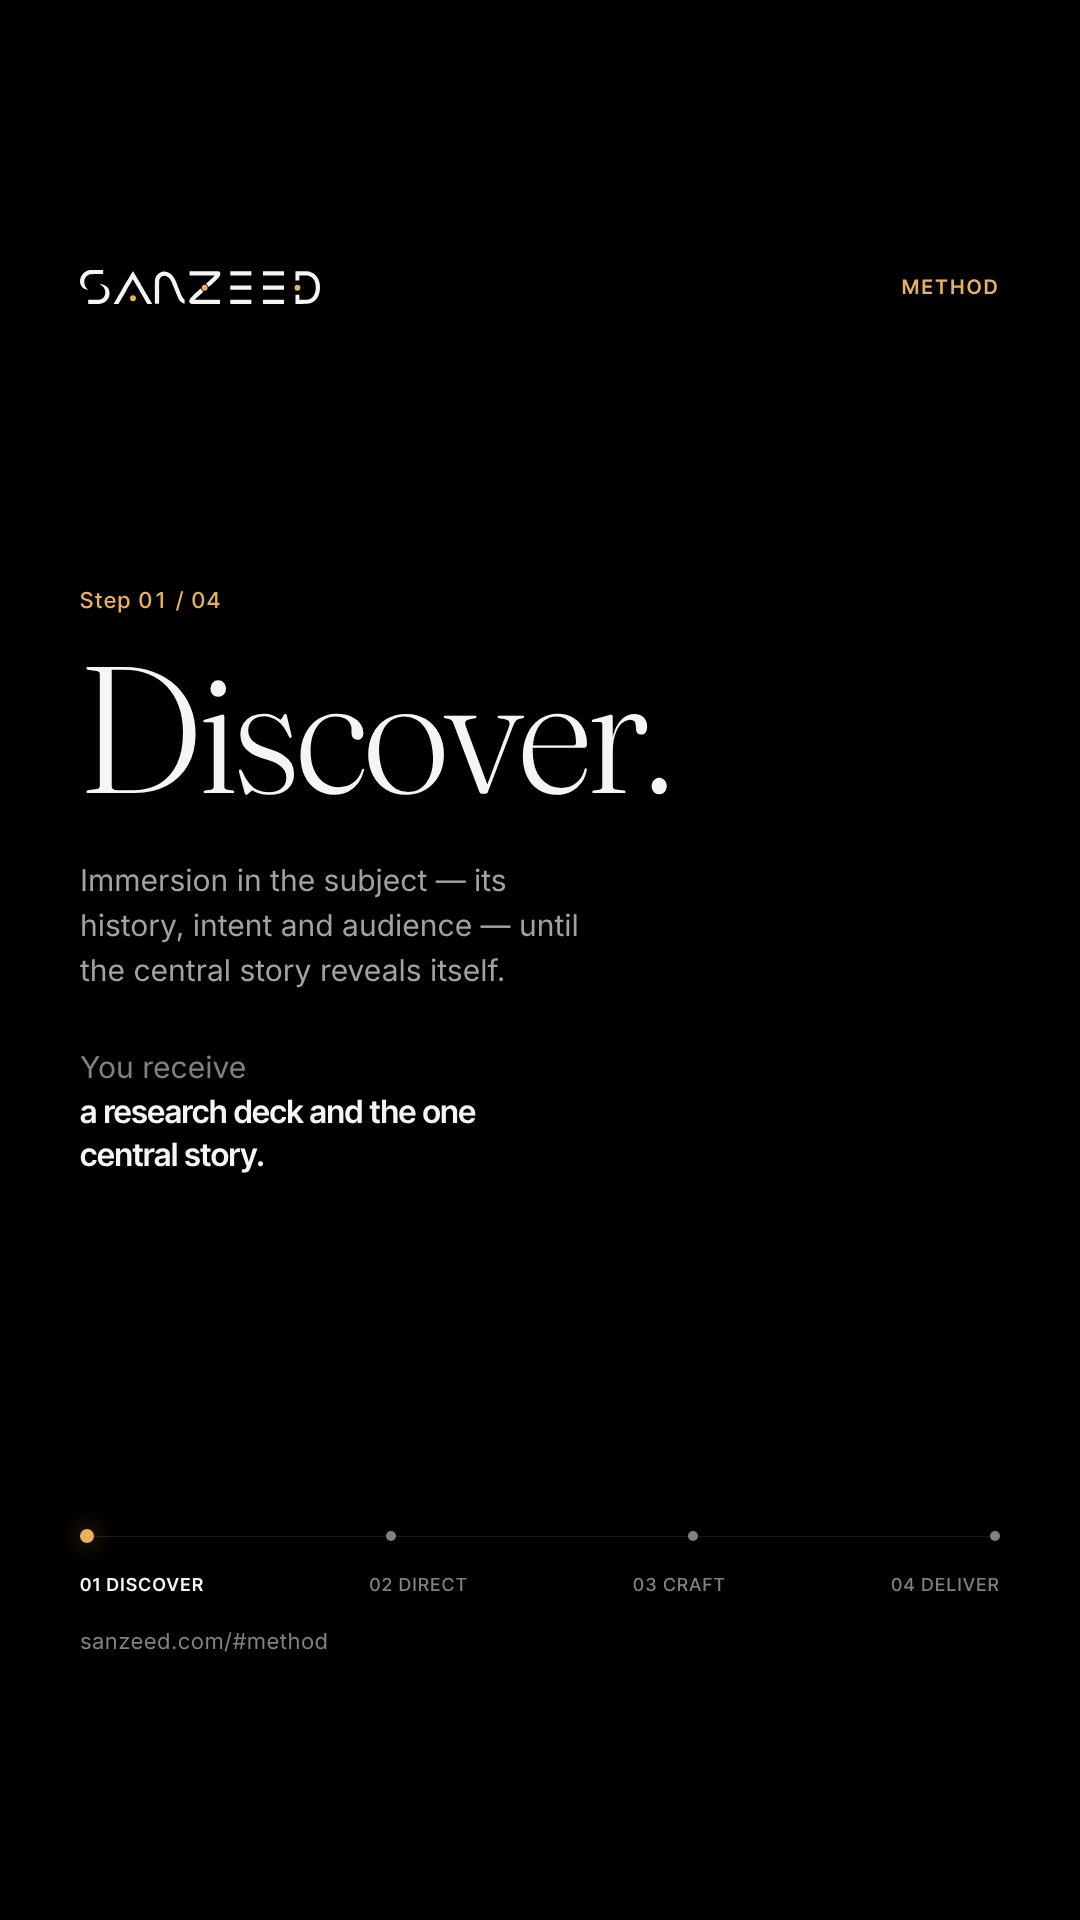 SANZEED
METHOD
Step 01 / 04
Discover.
Immersion in the subject — its
history, intent and audience — until
the central story reveals itself.
You receive
a research deck and the one
central story.
01 DISCOVER
02 DIRECT
03 CRAFT
04 DELIVER
sanzeed.com/#method